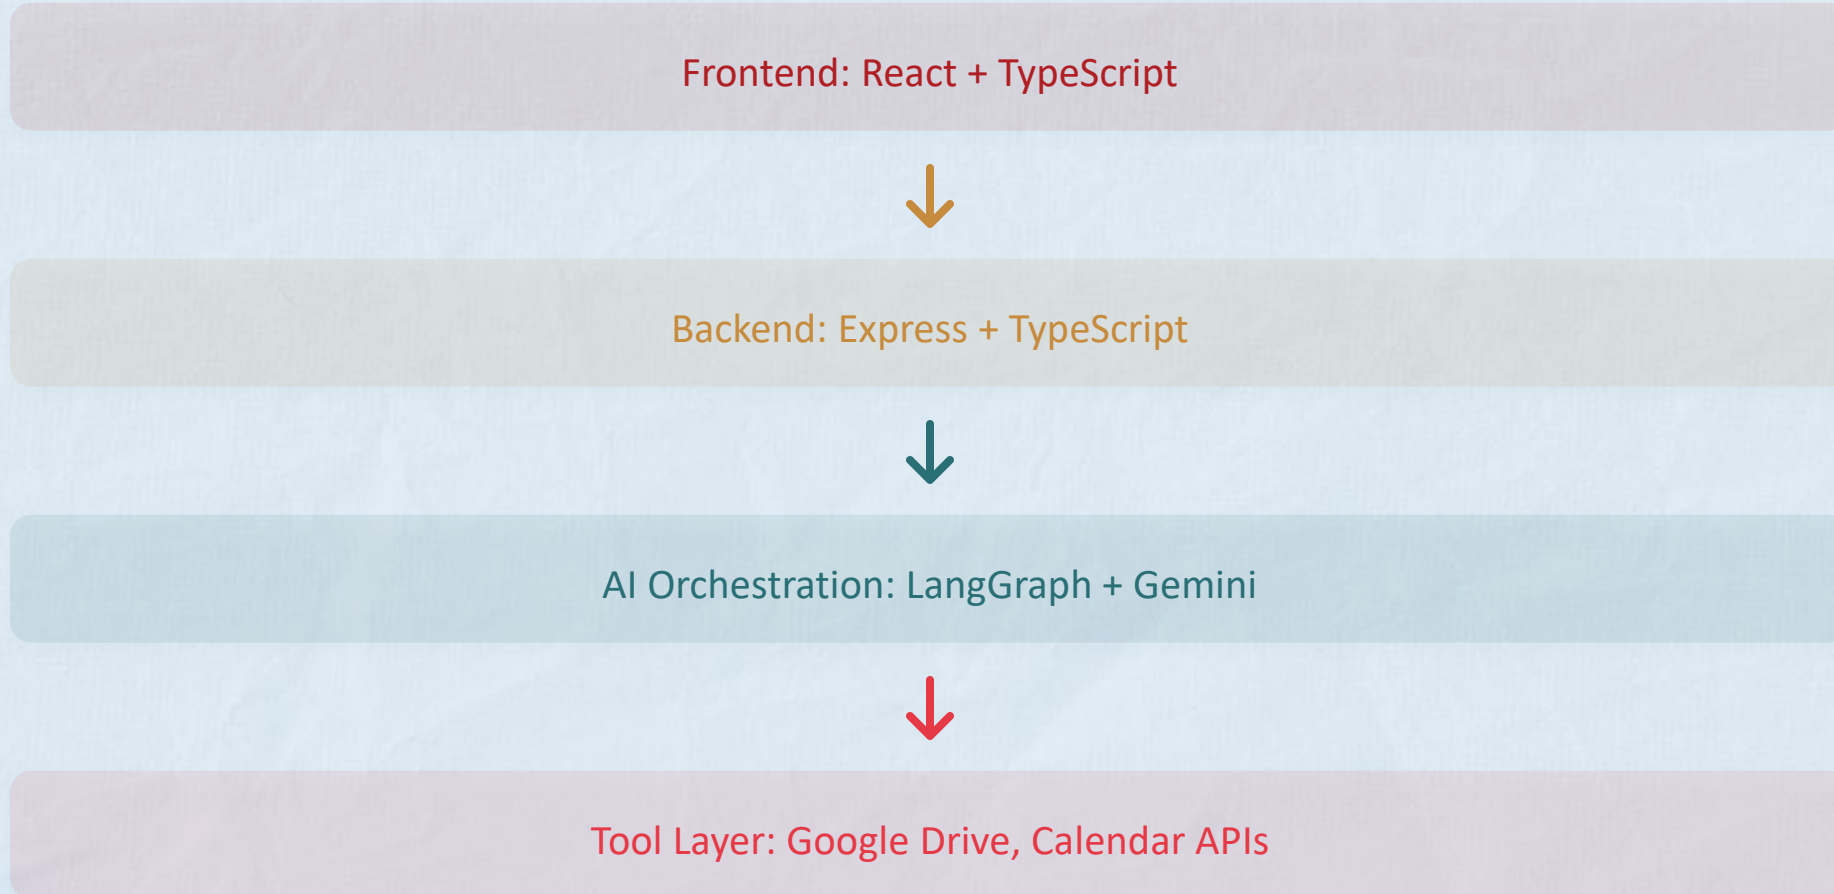 Frontend: React + TypeScript
Backend: Express + TypeScript
AI Orchestration: LangGraph + Gemini
Tool Layer: Google Drive, Calendar APIs